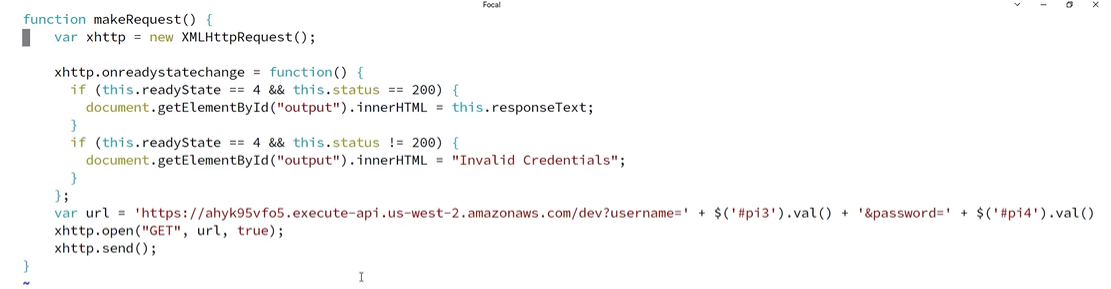 Focal
function makeRequest() {
    var xhttp = new XMLHttpRequest();
    xhttp.onreadystatechange = function() {
      if (this.readyState == 4 && this.status == 200) {
        document.getElementById("output").innerHTML = this.responseText;
      }
      if (this.readyState == 4 && this.status != 200) {
        document.getElementById("output").innerHTML = "Invalid Credentials";
      }
    };
    var url = 'https://ahyk95vfo5.execute-api.us-west-2.amazonaws.com/dev?username=' + $('#pi3').val() + '&password=' + $('#pi4').val()
    xhttp.open("GET", url, true);
    xhttp.send();
}
~